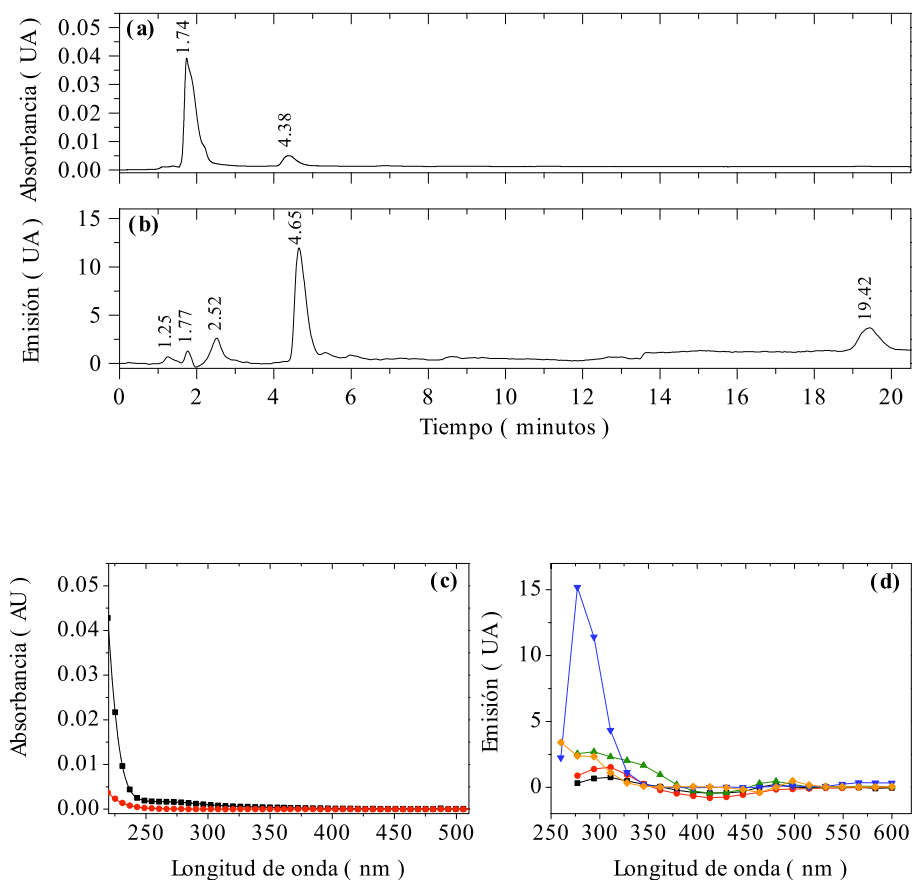 (a)
Absorbancia ( UA )
0.05
0.04
0.03
0.02
0.01
0.00
1.74
4.38
(b)
Emisión ( UA )
15
10
5
0
1.25
1.77
2.52
4.65
19.42
0 2 4 6 8 10 12 14 16 18 20
Tiempo ( minutos )
(c)
Absorbancia ( AU )
0.05
0.04
0.03
0.02
0.01
0.00
250 300 350 400 450 500
Longitud de onda ( nm )
(d)
Emisión ( UA )
15
10
5
0
250 300 350 400 450 500 550 600
Longitud de onda ( nm )